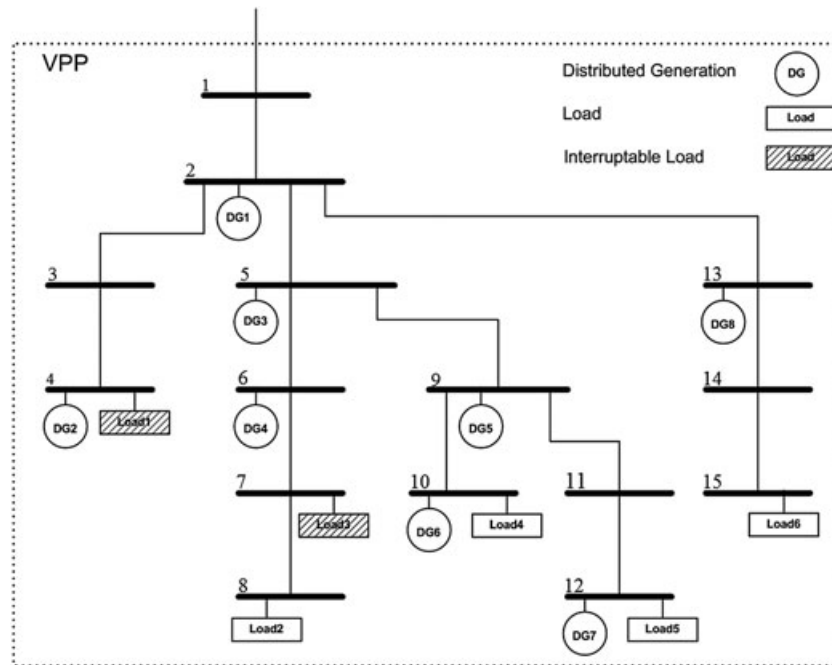 VPP
Distributed Generation
DG
Load
Load
Interruptable Load
Load
1
2
DG1
3
5
13
DG3
DG8
4
6
9
14
DG2
Load1
DG4
DG5
7
10
11
15
Load3
DG6
Load4
Load6
8
12
Load2
DG7
Load5